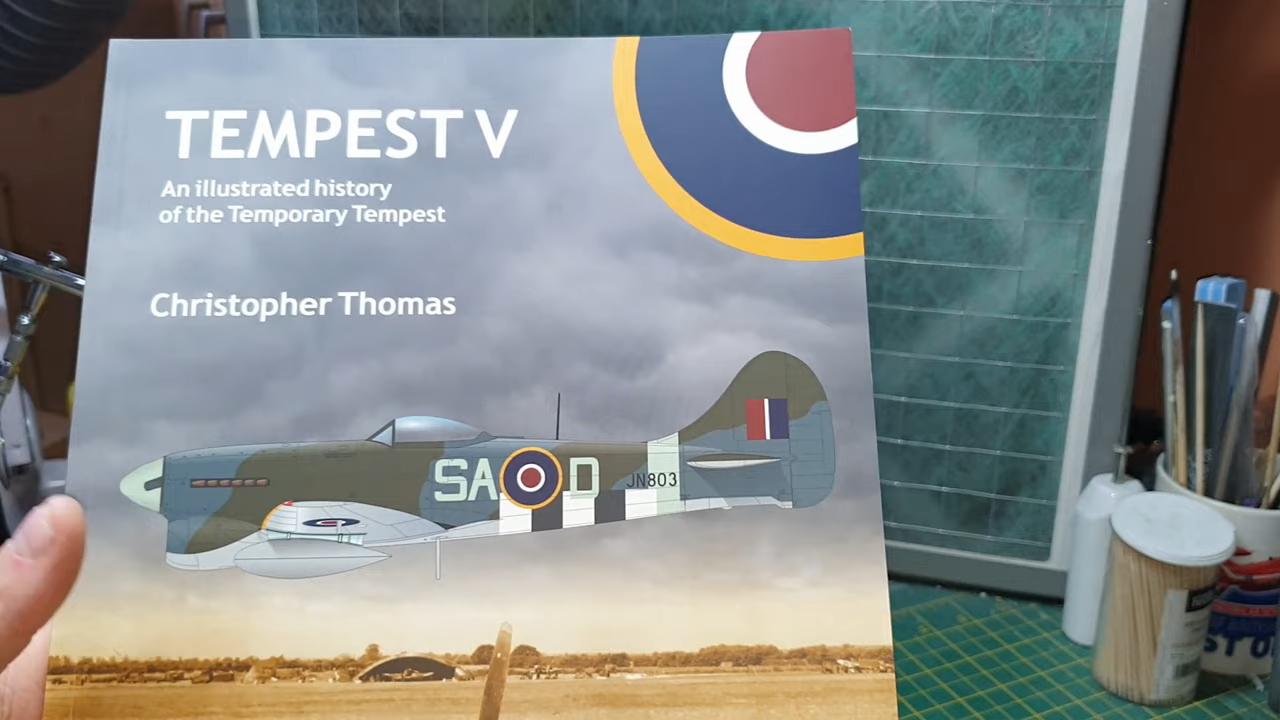 TEMPEST V
An illustrated history
of the Temporary Tempest
Christopher Thomas
SA D
JN803